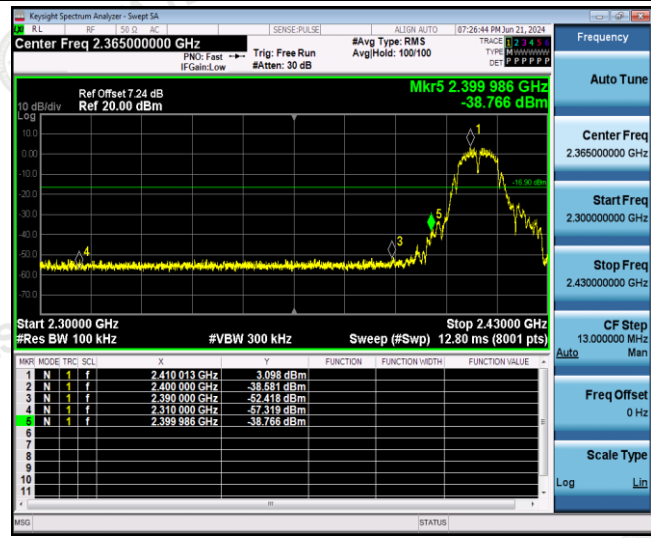 Keysight Spectrum Analyzer - Swept SA
RL RF 50 Ω AC SENSE:PULSE ALIGN AUTO 07:26:44 PM Jun 21, 2024
Center Freq 2.365000000 GHz
PNO: Fast
IFGain:Low
Trig: Free Run
#Atten: 30 dB
#Avg Type: RMS
Avg|Hold: 100/100
TRACE 1 2 3 4 5 6
TYPE M W W W W W
DET P P P P P P
Frequency
Ref Offset 7.24 dB
Ref 20.00 dBm
10 dB/div
Log
Mkr5 2.399 986 GHz
-38.766 dBm
10.0
0.00
-10.0
-20.0
-30.0
-40.0
-50.0
-60.0
-70.0
1
-16.90 dBm
5
3
4
Start 2.30000 GHz
Stop 2.43000 GHz
#Res BW 100 kHz
#VBW 300 kHz
Sweep (#Swp) 12.80 ms (8001 pts)
MKR MODE TRC SCL X Y FUNCTION FUNCTION WIDTH FUNCTION VALUE
1 N 1 f 2.410 013 GHz 3.098 dBm
2 N 1 f 2.400 000 GHz -38.581 dBm
3 N 1 f 2.390 000 GHz -52.418 dBm
4 N 1 f 2.310 000 GHz -57.319 dBm
5 N 1 f 2.399 986 GHz -38.766 dBm
6
7
8
9
10
11
MSG
STATUS
Auto Tune
Center Freq
2.365000000 GHz
Start Freq
2.300000000 GHz
Stop Freq
2.430000000 GHz
CF Step
13.000000 MHz
Auto Man
Freq Offset
0 Hz
Scale Type
Log Lin